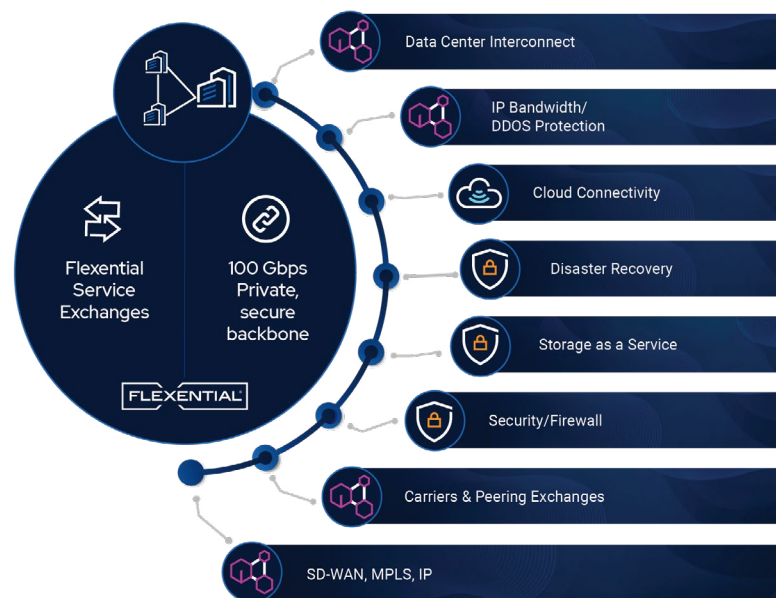 Data Center Interconnect
IP Bandwidth/
DDOS Protection
Cloud Connectivity
Disaster Recovery
Storage as a Service
Security/Firewall
Carriers & Peering Exchanges
SD-WAN, MPLS, IP
Flexential
Service
Exchanges
100 Gbps
Private,
secure
backbone
FLEXENTIAL